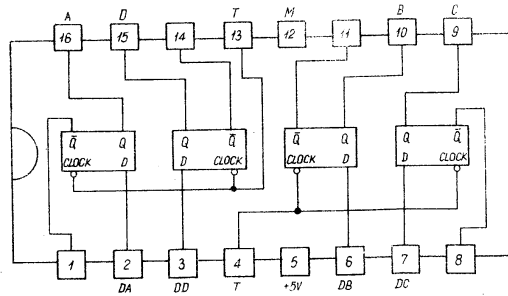 A D T M B C
16 15 14 13 12 11 10 9
Q̅ Q Q Q̅ Q̅ Q Q Q̅
CLOCK D D CLOCK CLOCK D D CLOCK
1 2 3 4 5 6 7 8
DA DD T +5V DB DC